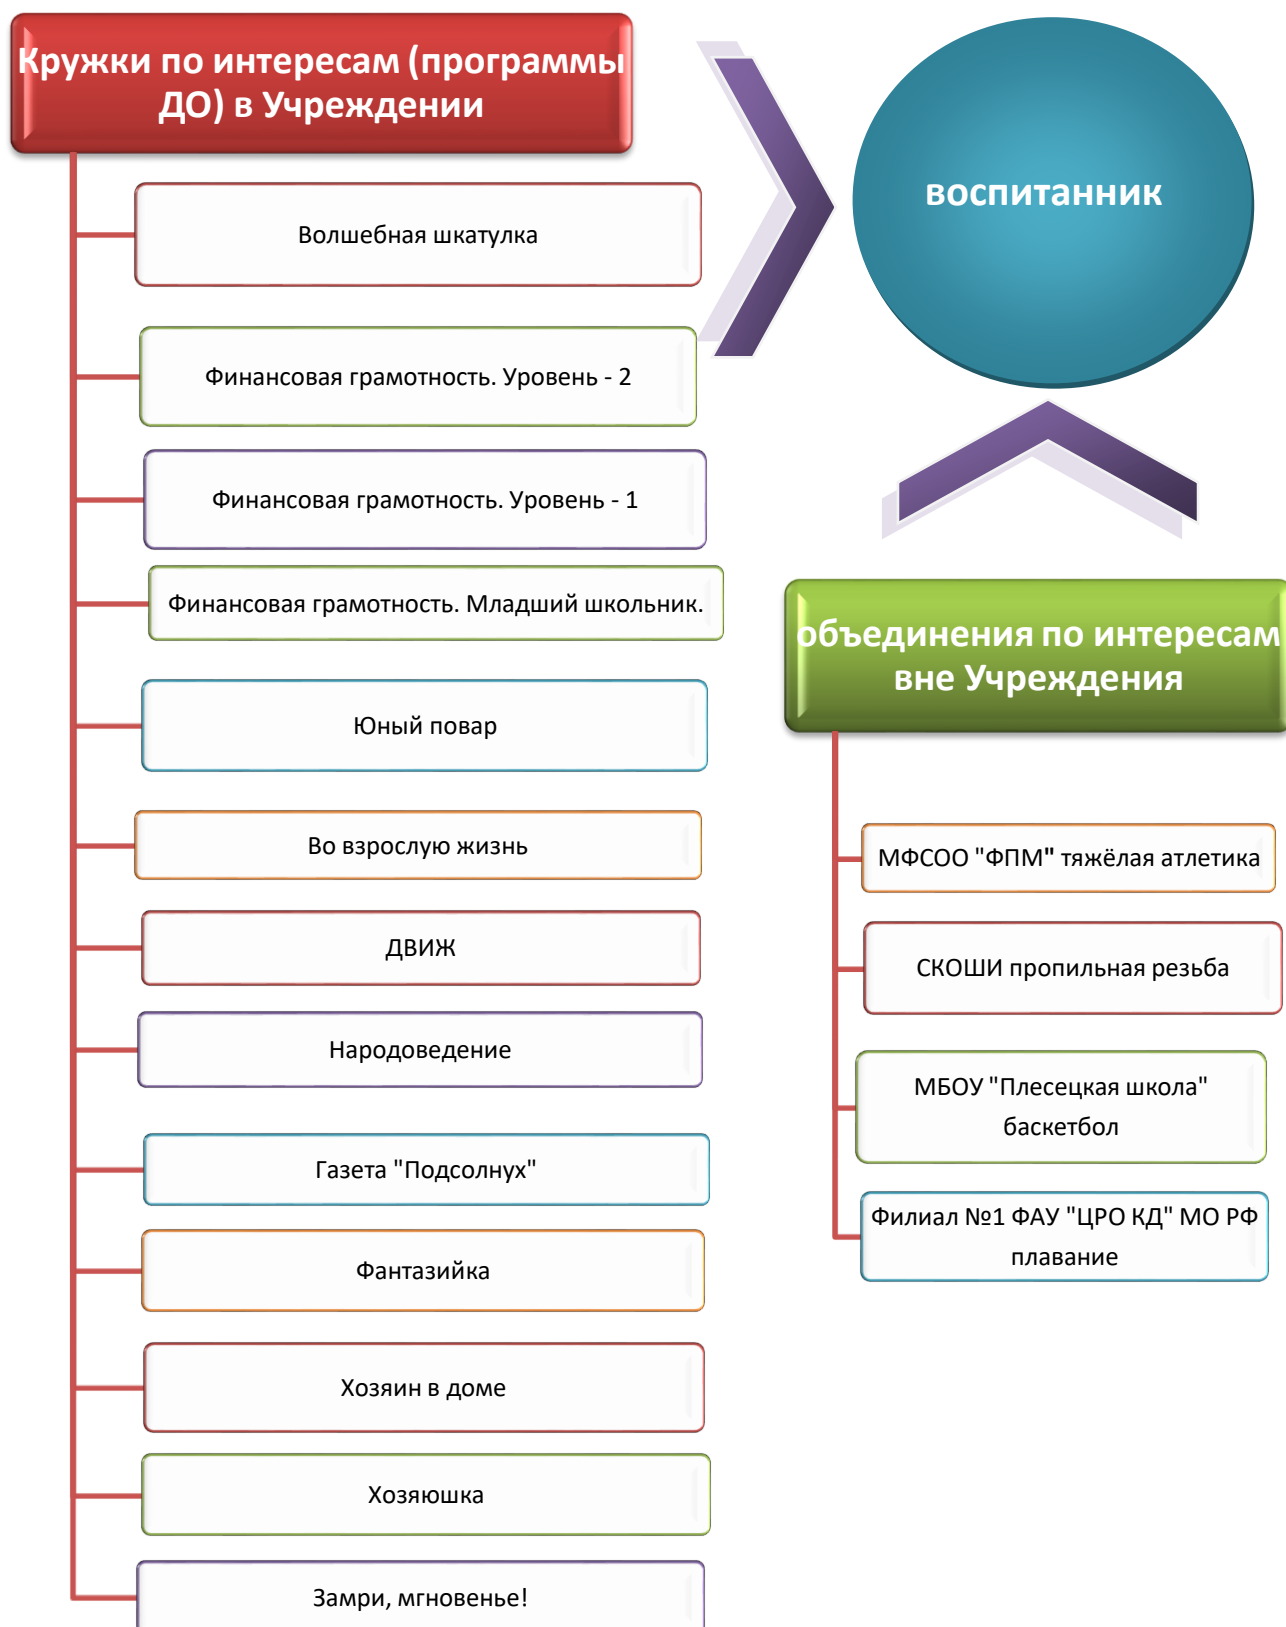 Кружки по интересам (программы
ДО) в Учреждении
Волшебная шкатулка
Финансовая грамотность. Уровень - 2
Финансовая грамотность. Уровень - 1
Финансовая грамотность. Младший школьник.
Юный повар
Во взрослую жизнь
ДВИЖ
Народоведение
Газета "Подсолнух"
Фантазийка
Хозяин в доме
Хозяюшка
Замри, мгновенье!
воспитанник
объединения по интересам
вне Учреждения
МФСОО "ФПМ" тяжёлая атлетика
СКОШИ пропильная резьба
МБОУ "Плесецкая школа"
баскетбол
Филиал №1 ФАУ "ЦРО КД" МО РФ
плавание